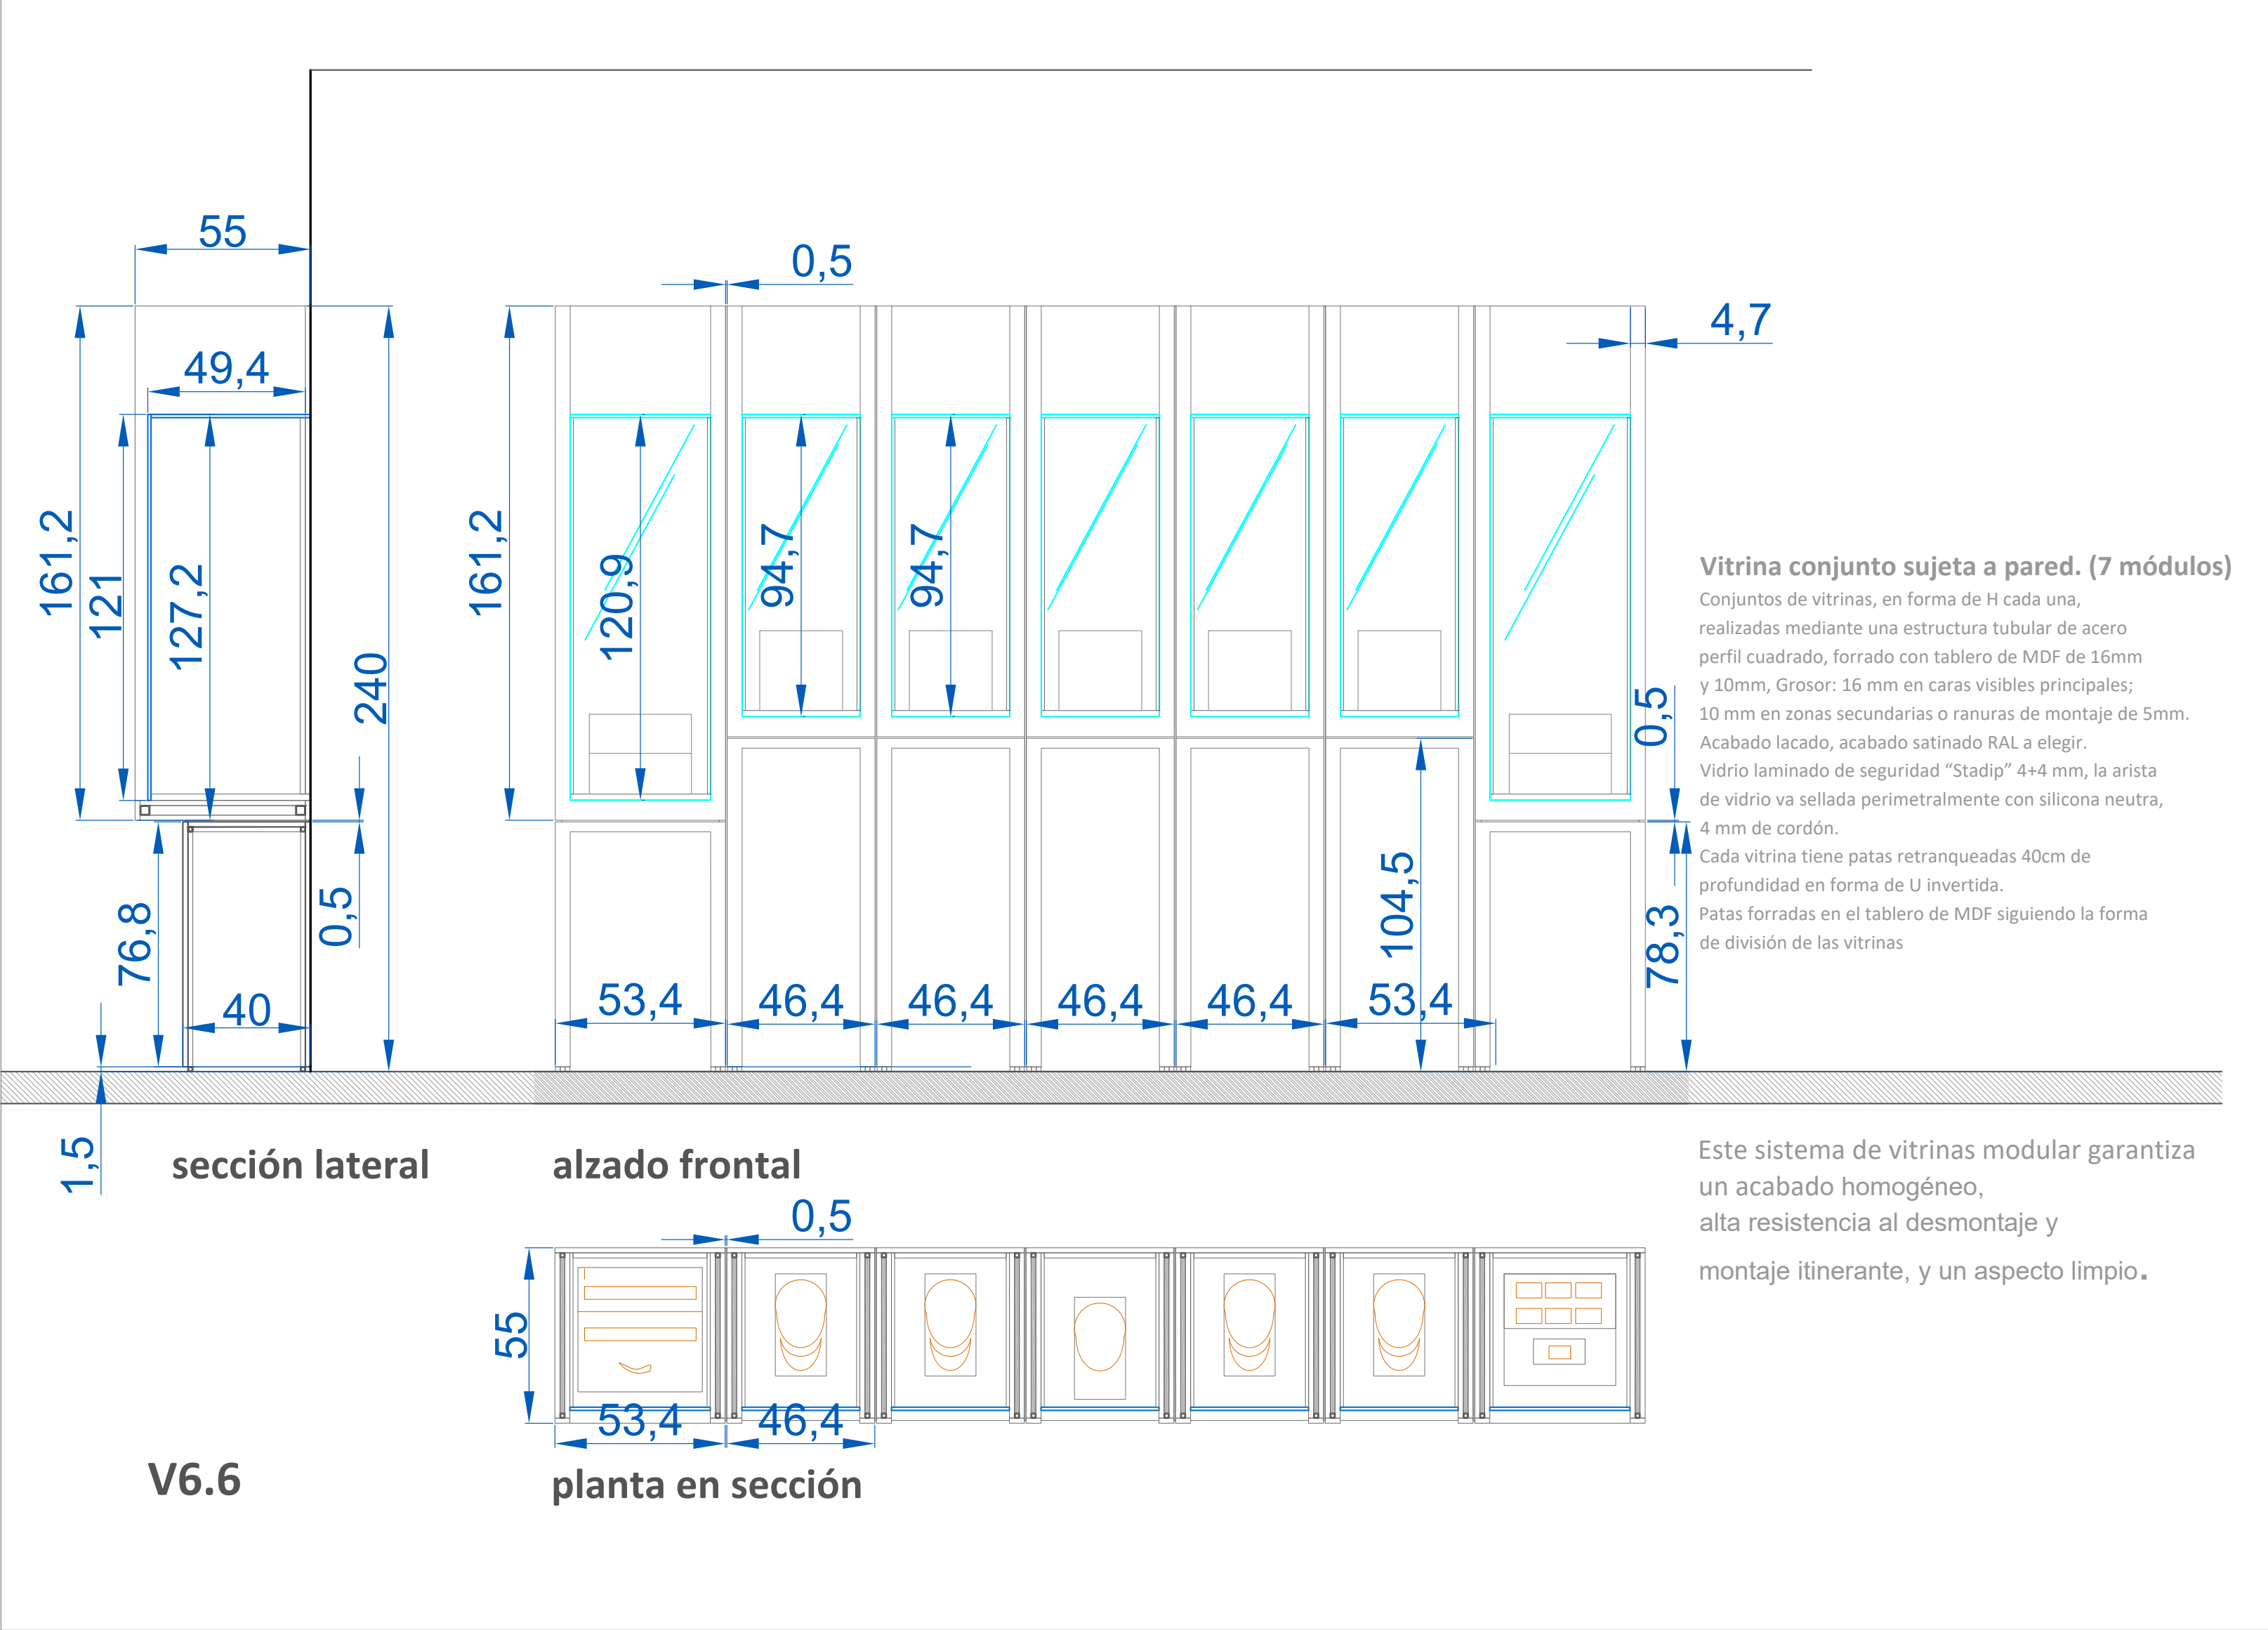 55
0,5
4,7
49,4
161,2
121
127,2
240
161,2
120,9
94,7
94,7
0,5
76,8
0,5
40
1,5
104,5
78,3
53,4
46,4
46,4
46,4
46,4
53,4
Vitrina conjunto sujeta a pared. (7 módulos)
Conjuntos de vitrinas, en forma de H cada una,
realizadas mediante una estructura tubular de acero
perfil cuadrado, forrado con tablero de MDF de 16mm
y 10mm, Grosor: 16 mm en caras visibles principales;
10 mm en zonas secundarias o ranuras de montaje de 5mm.
Acabado lacado, acabado satinado RAL a elegir.
Vidrio laminado de seguridad “Stadip” 4+4 mm, la arista
de vidrio va sellada perimetralmente con silicona neutra,
4 mm de cordón.
Cada vitrina tiene patas retranqueadas 40cm de
profundidad en forma de U invertida.
Patas forradas en el tablero de MDF siguiendo la forma
de división de las vitrinas
sección lateral
alzado frontal
Este sistema de vitrinas modular garantiza
un acabado homogéneo,
alta resistencia al desmontaje y
montaje itinerante, y un aspecto limpio.
0,5
55
53,4
46,4
V6.6
planta en sección